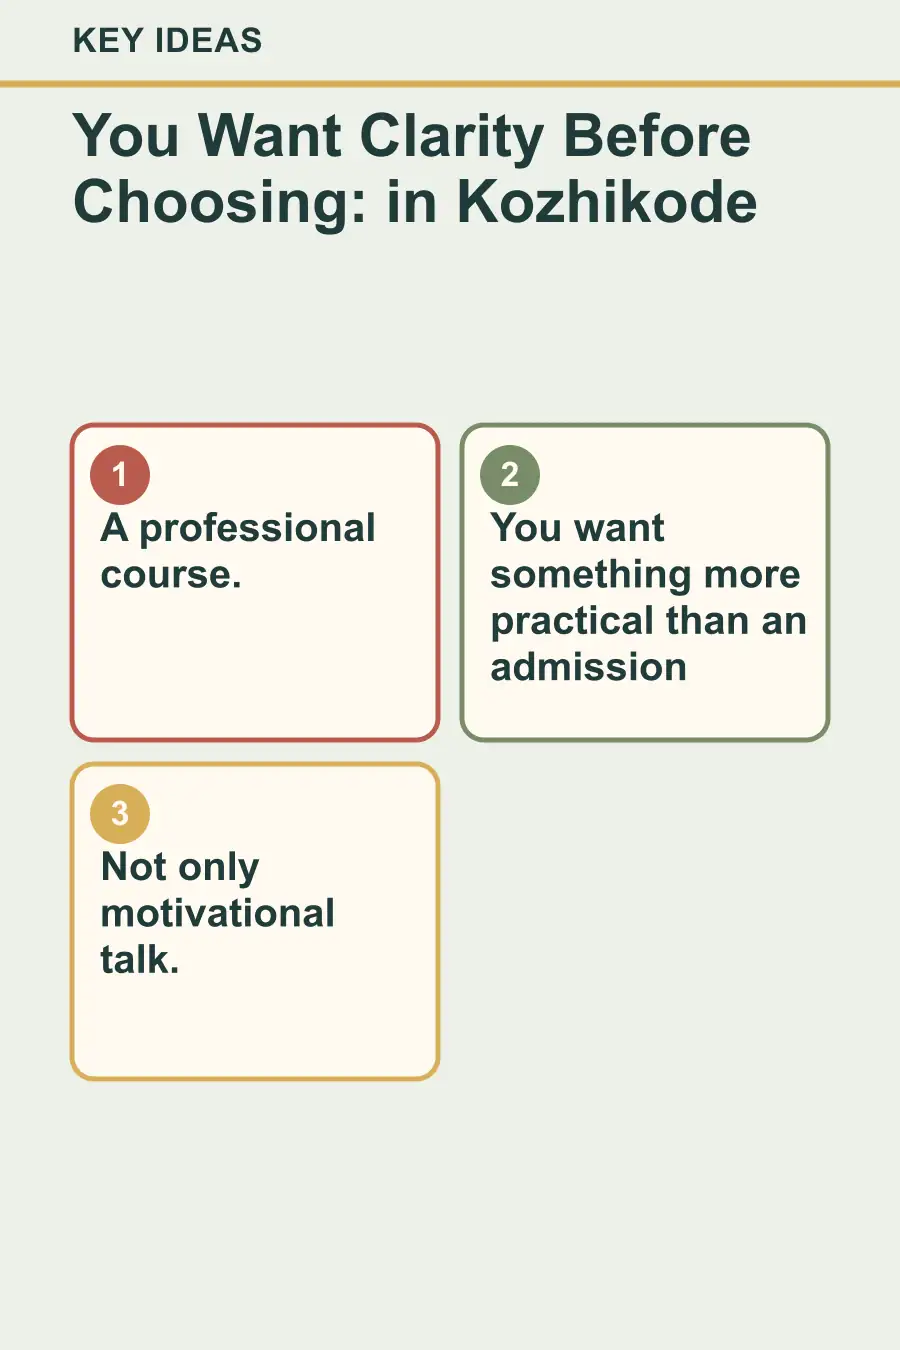 KEY IDEAS
You Want Clarity Before
Choosing: in Kozhikode
1
A professional
course.
2
You want
something more
practical than an
admission
3
Not only
motivational
talk.